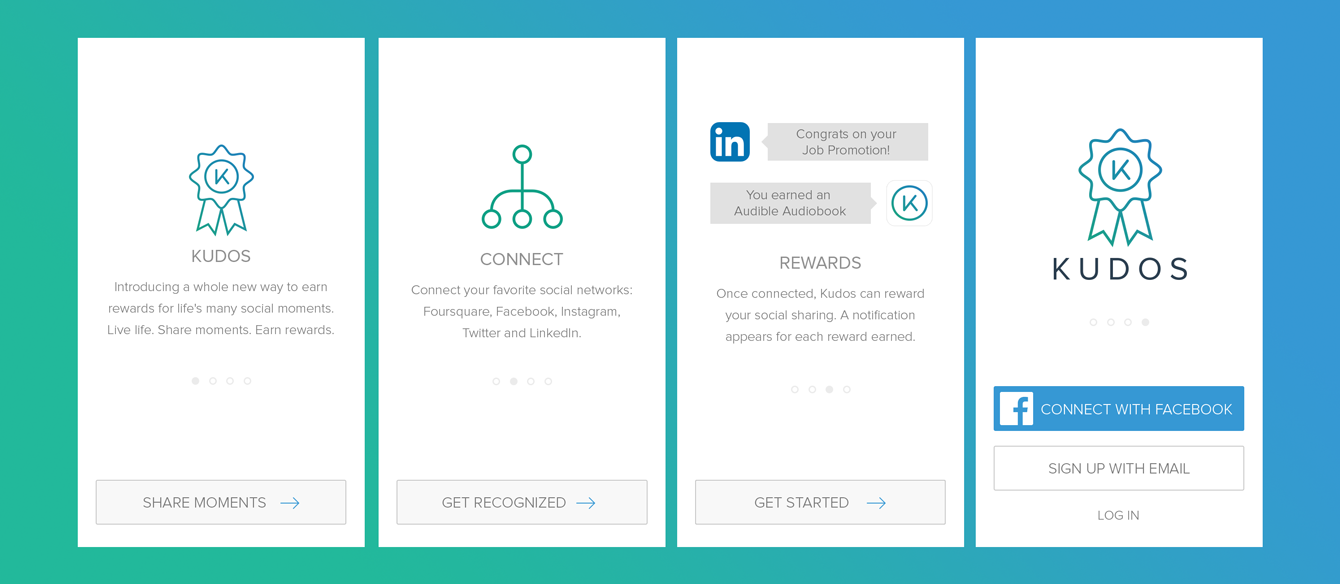 K
KUDOS
Introducing a whole new way to earn
rewards for life's many social moments.
Live life. Share moments. Earn rewards.
SHARE MOMENTS
CONNECT
Connect your favorite social networks:
Foursquare, Facebook, Instagram,
Twitter and LinkedIn.
GET RECOGNIZED
in
Congrats on your
Job Promotion!
You earned an
Audible Audiobook
K
REWARDS
Once connected, Kudos can reward
your social sharing. A notification
appears for each reward earned.
GET STARTED
K
KUDOS
f
CONNECT WITH FACEBOOK
SIGN UP WITH EMAIL
LOG IN